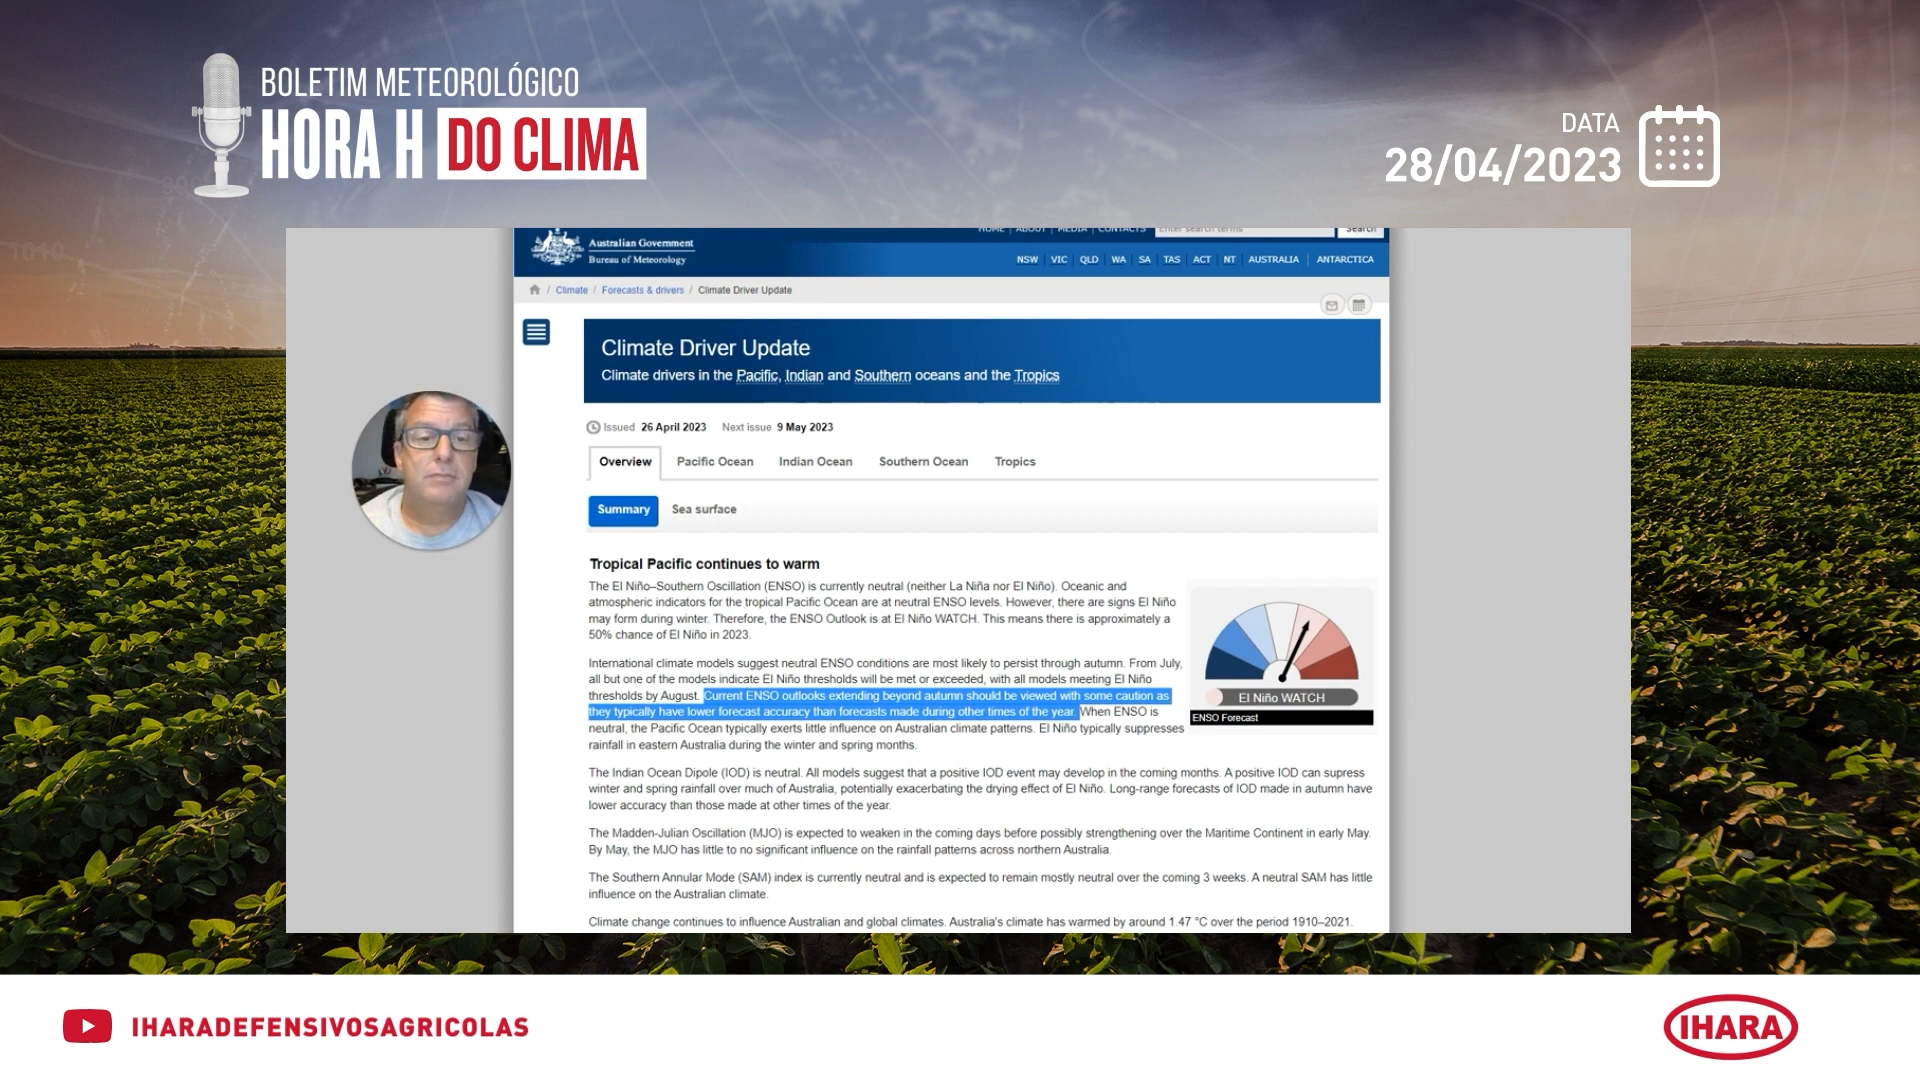 BOLETIM METEOROLÓGICO
HORA H DO CLIMA
DATA
28/04/2023
HOME | ABOUT | MEDIA | CONTACTS
Enter search terms
Search
Australian Government
Bureau of Meteorology
NSW VIC QLD WA SA TAS ACT NT AUSTRALIA ANTARCTICA
/ Climate / Forecasts & drivers / Climate Driver Update
Climate Driver Update
Climate drivers in the Pacific, Indian and Southern oceans and the Tropics
Issued 26 April 2023 Next issue 9 May 2023
Overview Pacific Ocean Indian Ocean Southern Ocean Tropics
Summary Sea surface
Tropical Pacific continues to warm
The El Niño–Southern Oscillation (ENSO) is currently neutral (neither La Niña nor El Niño). Oceanic and
atmospheric indicators for the tropical Pacific Ocean are at neutral ENSO levels. However, there are signs El Niño
may form during winter. Therefore, the ENSO Outlook is at El Niño WATCH. This means there is approximately a
50% chance of El Niño in 2023.
International climate models suggest neutral ENSO conditions are most likely to persist through autumn. From July,
all but one of the models indicate El Niño thresholds will be met or exceeded, with all models meeting El Niño
thresholds by August. Current ENSO outlooks extending beyond autumn should be viewed with some caution as
they typically have lower forecast accuracy than forecasts made during other times of the year. When ENSO is
neutral, the Pacific Ocean typically exerts little influence on Australian climate patterns. El Niño typically suppresses
rainfall in eastern Australia during the winter and spring months.
El Niño WATCH
ENSO Forecast
The Indian Ocean Dipole (IOD) is neutral. All models suggest that a positive IOD event may develop in the coming months. A positive IOD can supress
winter and spring rainfall over much of Australia, potentially exacerbating the drying effect of El Niño. Long-range forecasts of IOD made in autumn have
lower accuracy than those made at other times of the year.
The Madden-Julian Oscillation (MJO) is expected to weaken in the coming days before possibly strengthening over the Maritime Continent in early May.
By May, the MJO has little to no significant influence on the rainfall patterns across northern Australia.
The Southern Annular Mode (SAM) index is currently neutral and is expected to remain mostly neutral over the coming 3 weeks. A neutral SAM has little
influence on the Australian climate.
Climate change continues to influence Australian and global climates. Australia's climate has warmed by around 1.47 °C over the period 1910–2021.
IHARADEFENSIVOSAGRICOLAS
IHARA